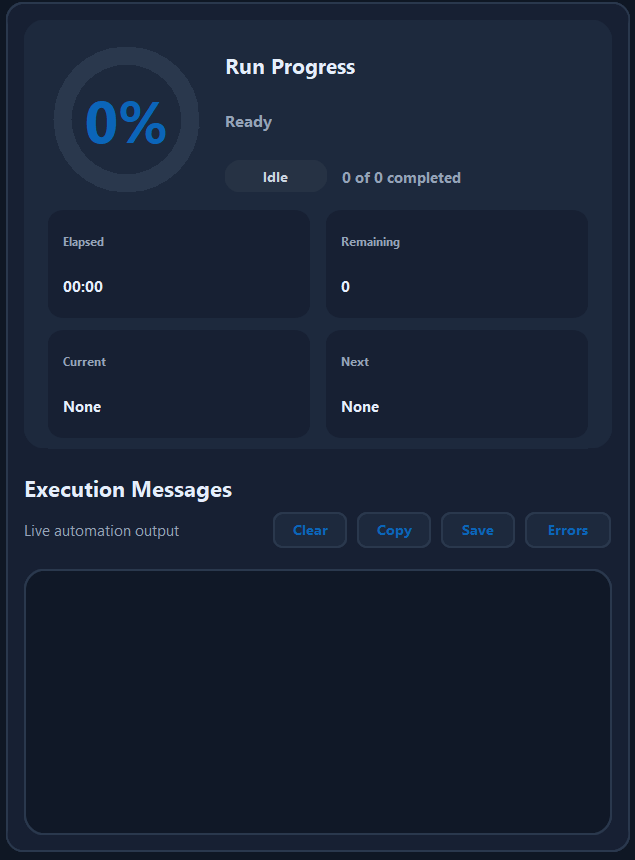 0%
Run Progress
Ready
Idle
0 of 0 completed
Elapsed
00:00
Remaining
0
Current
None
Next
None
Execution Messages
Live automation output
Clear
Copy
Save
Errors